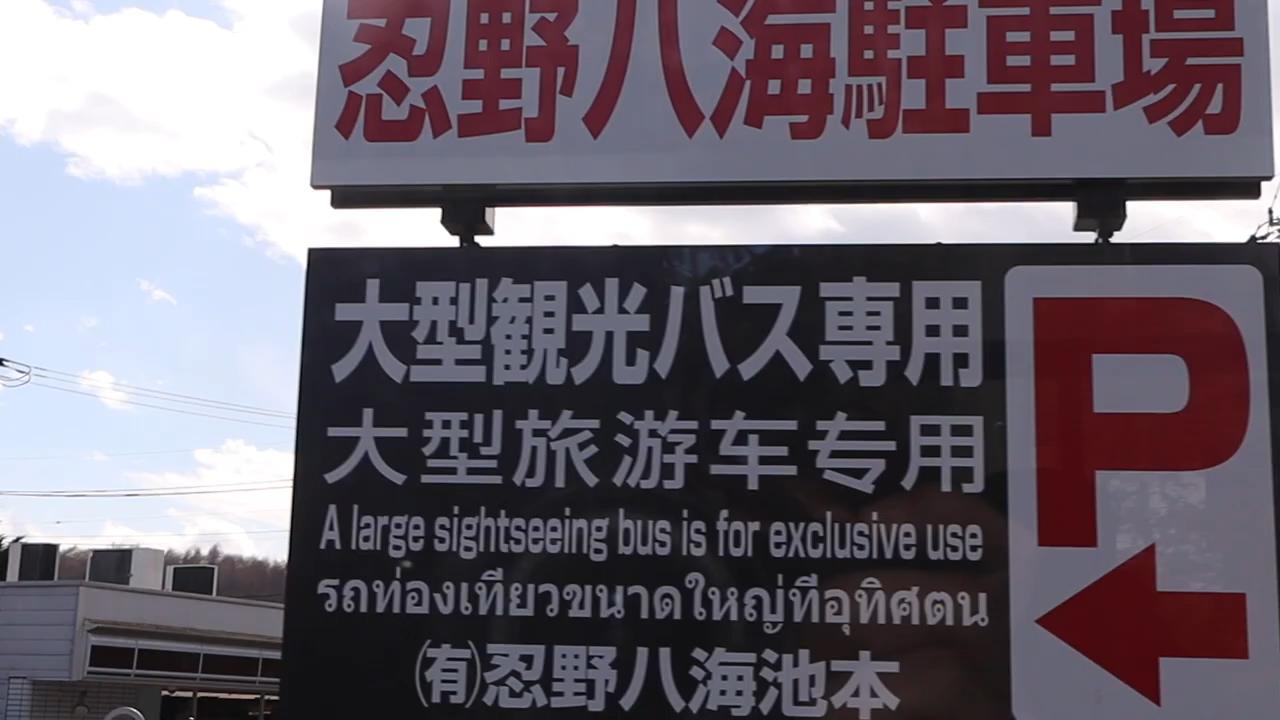 忍野八海駐車場
大型観光バス専用
大型旅游车专用
A large sightseeing bus is for exclusive use
รถท่องเที่ยวขนาดใหญ่ที่อุทิศตน
㈲忍野八海池本
P